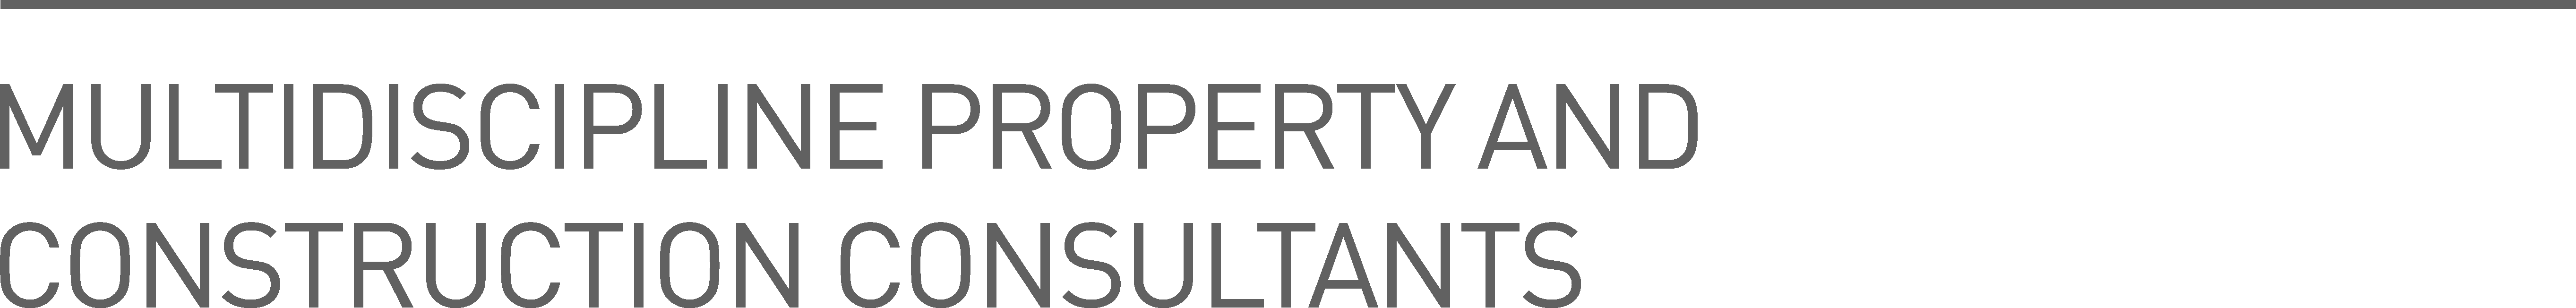 MULTIDISCIPLINE PROPERTY AND
CONSTRUCTION CONSULTANTS